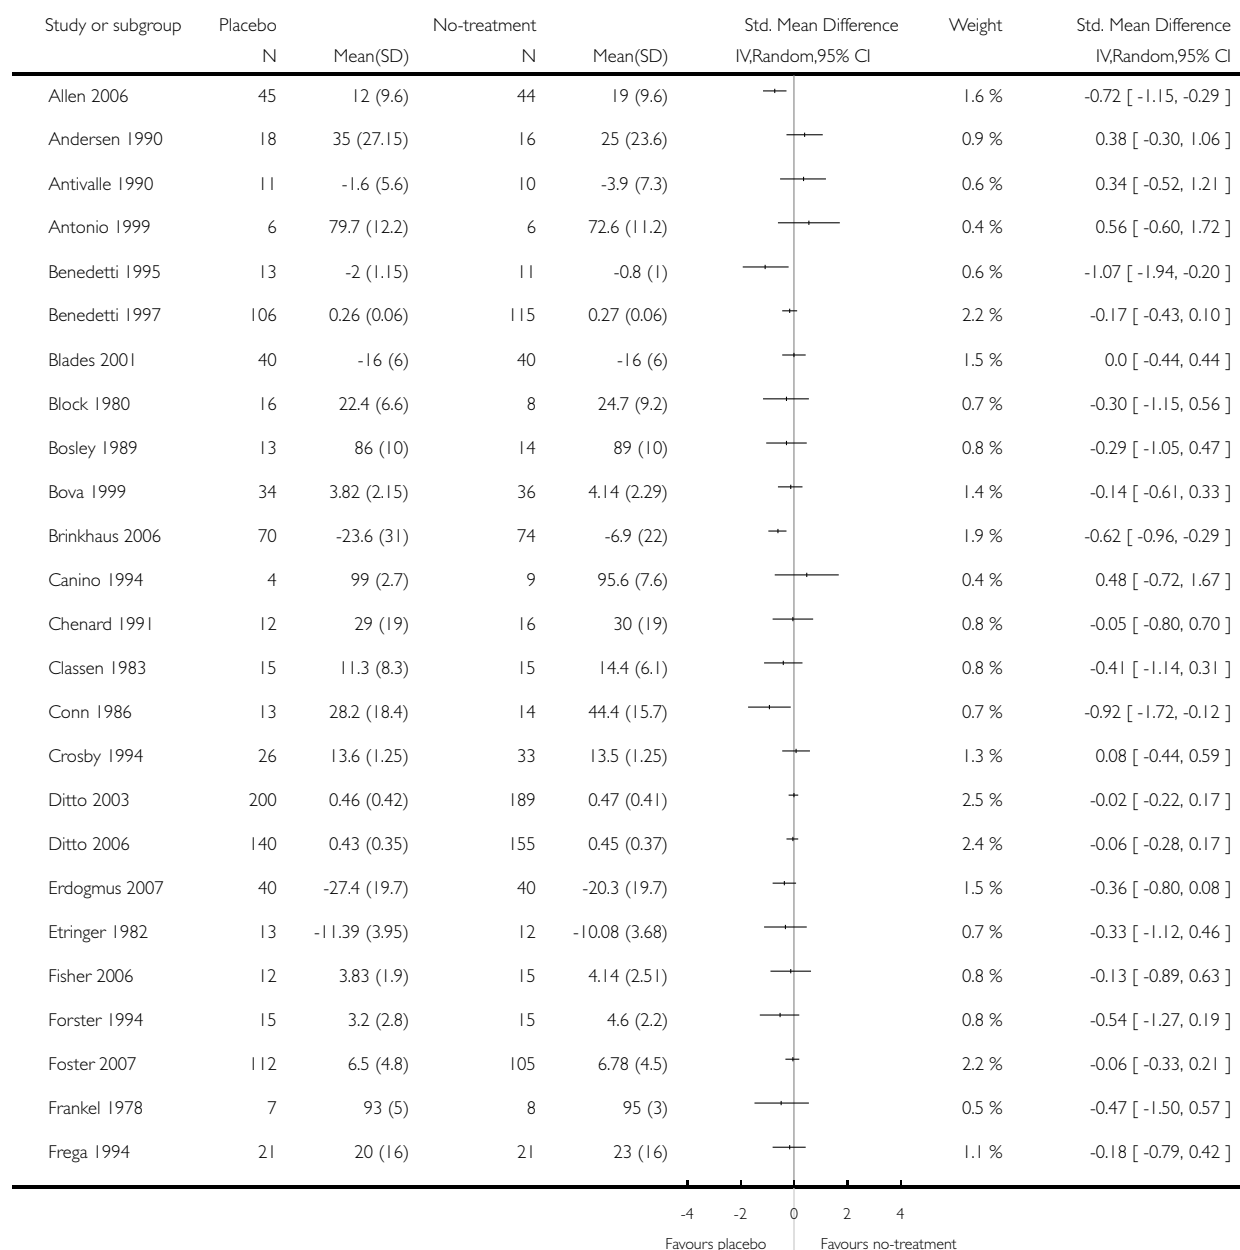 Study or subgroup Placebo No-treatment Std. Mean Difference Weight Std. Mean Difference
N Mean(SD) N Mean(SD) IV,Random,95% CI IV,Random,95% CI
Allen 2006 45 12 (9.6) 44 19 (9.6) 1.6 % -0.72 [ -1.15, -0.29 ]
Andersen 1990 18 35 (27.15) 16 25 (23.6) 0.9 % 0.38 [ -0.30, 1.06 ]
Antivalle 1990 11 -1.6 (5.6) 10 -3.9 (7.3) 0.6 % 0.34 [ -0.52, 1.21 ]
Antonio 1999 6 79.7 (12.2) 6 72.6 (11.2) 0.4 % 0.56 [ -0.60, 1.72 ]
Benedetti 1995 13 -2 (1.15) 11 -0.8 (1) 0.6 % -1.07 [ -1.94, -0.20 ]
Benedetti 1997 106 0.26 (0.06) 115 0.27 (0.06) 2.2 % -0.17 [ -0.43, 0.10 ]
Blades 2001 40 -16 (6) 40 -16 (6) 1.5 % 0.0 [ -0.44, 0.44 ]
Block 1980 16 22.4 (6.6) 8 24.7 (9.2) 0.7 % -0.30 [ -1.15, 0.56 ]
Bosley 1989 13 86 (10) 14 89 (10) 0.8 % -0.29 [ -1.05, 0.47 ]
Bova 1999 34 3.82 (2.15) 36 4.14 (2.29) 1.4 % -0.14 [ -0.61, 0.33 ]
Brinkhaus 2006 70 -23.6 (31) 74 -6.9 (22) 1.9 % -0.62 [ -0.96, -0.29 ]
Canino 1994 4 99 (2.7) 9 95.6 (7.6) 0.4 % 0.48 [ -0.72, 1.67 ]
Chenard 1991 12 29 (19) 16 30 (19) 0.8 % -0.05 [ -0.80, 0.70 ]
Classen 1983 15 11.3 (8.3) 15 14.4 (6.1) 0.8 % -0.41 [ -1.14, 0.31 ]
Conn 1986 13 28.2 (18.4) 14 44.4 (15.7) 0.7 % -0.92 [ -1.72, -0.12 ]
Crosby 1994 26 13.6 (1.25) 33 13.5 (1.25) 1.3 % 0.08 [ -0.44, 0.59 ]
Ditto 2003 200 0.46 (0.42) 189 0.47 (0.41) 2.5 % -0.02 [ -0.22, 0.17 ]
Ditto 2006 140 0.43 (0.35) 155 0.45 (0.37) 2.4 % -0.06 [ -0.28, 0.17 ]
Erdogmus 2007 40 -27.4 (19.7) 40 -20.3 (19.7) 1.5 % -0.36 [ -0.80, 0.08 ]
Etringer 1982 13 -11.39 (3.95) 12 -10.08 (3.68) 0.7 % -0.33 [ -1.12, 0.46 ]
Fisher 2006 12 3.83 (1.9) 15 4.14 (2.51) 0.8 % -0.13 [ -0.89, 0.63 ]
Forster 1994 15 3.2 (2.8) 15 4.6 (2.2) 0.8 % -0.54 [ -1.27, 0.19 ]
Foster 2007 112 6.5 (4.8) 105 6.78 (4.5) 2.2 % -0.06 [ -0.33, 0.21 ]
Frankel 1978 7 93 (5) 8 95 (3) 0.5 % -0.47 [ -1.50, 0.57 ]
Frega 1994 21 20 (16) 21 23 (16) 1.1 % -0.18 [ -0.79, 0.42 ]
-4 -2 0 2 4
Favours placebo Favours no-treatment